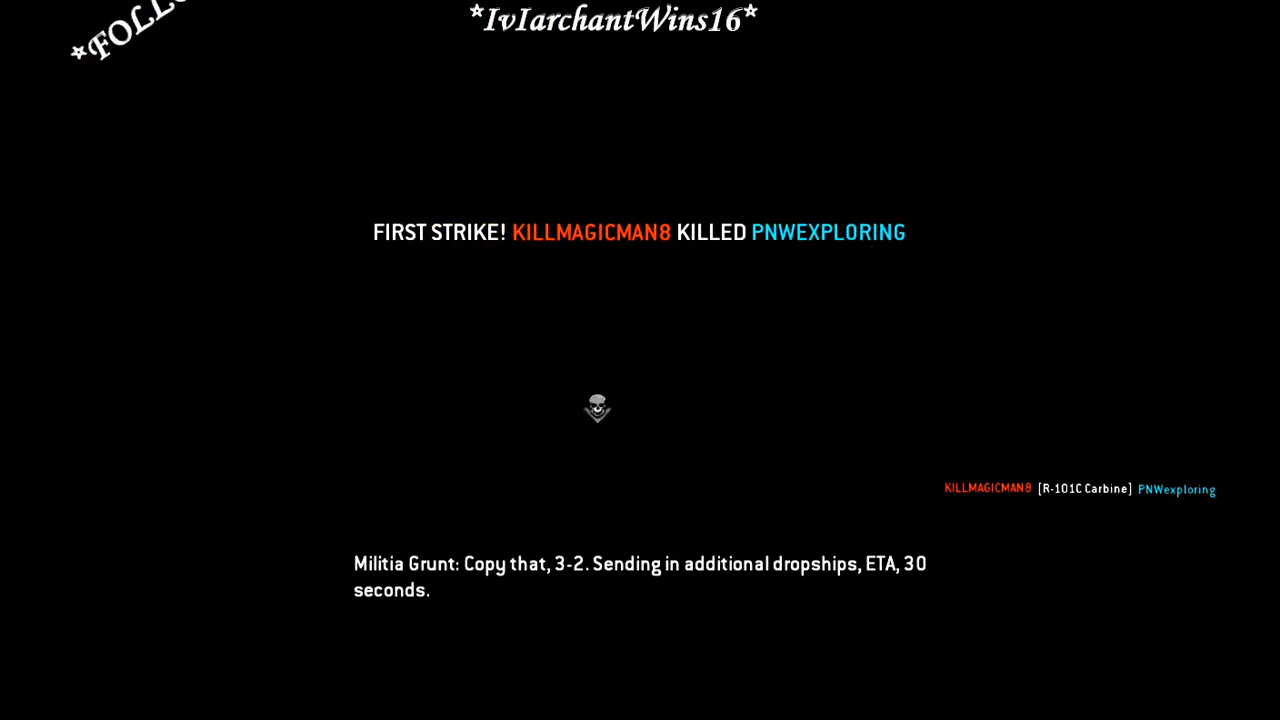 *IvIarchantWins16*
FIRST STRIKE! KILLMAGICMAN8 KILLED PNWEXPLORING
KILLMAGICMAN8 [R-101C Carbine] PNWexploring
Militia Grunt: Copy that, 3-2. Sending in additional dropships, ETA, 30
seconds.